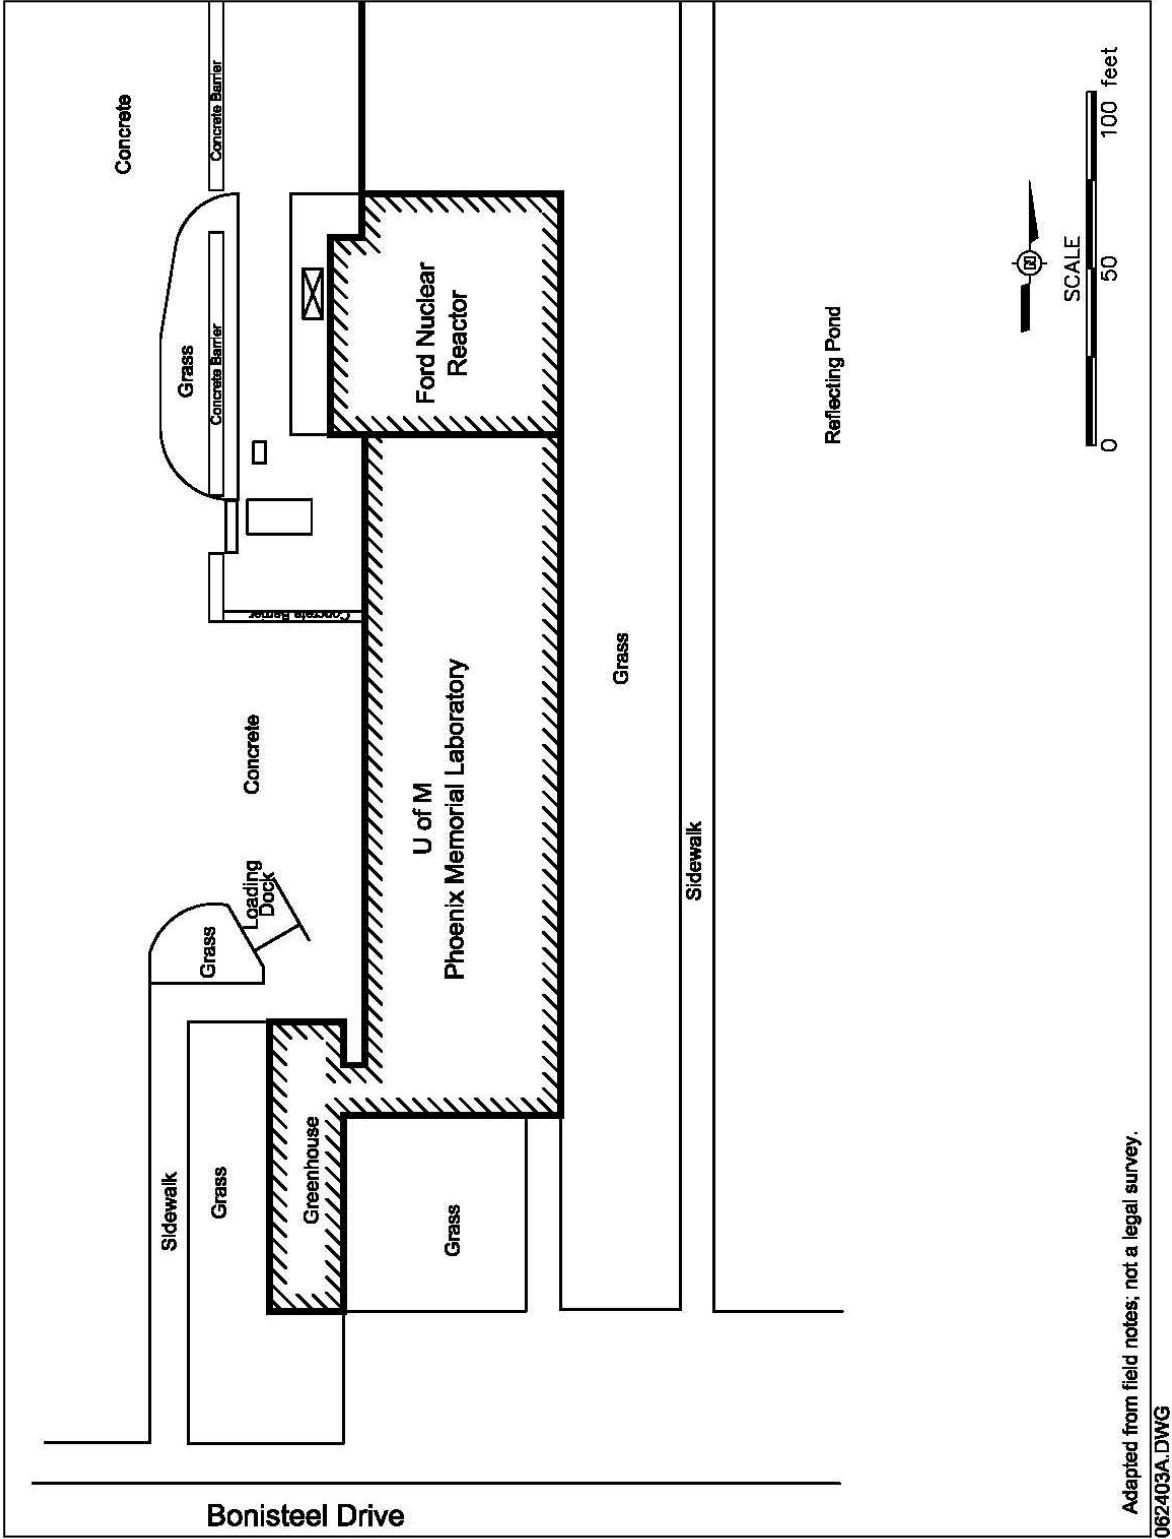 Concrete
Concrete Barrier
Grass
Concrete Barrier
Ford Nuclear
Reactor
Reflecting Pond
N
SCALE
0 50 100 feet
Concrete Barrier
Concrete
U of M
Phoenix Memorial Laboratory
Grass
Sidewalk
Loading
Dock
Grass
Sidewalk
Grass
Greenhouse
Grass
Bonisteel Drive
Adapted from field notes; not a legal survey.
062403A.DWG